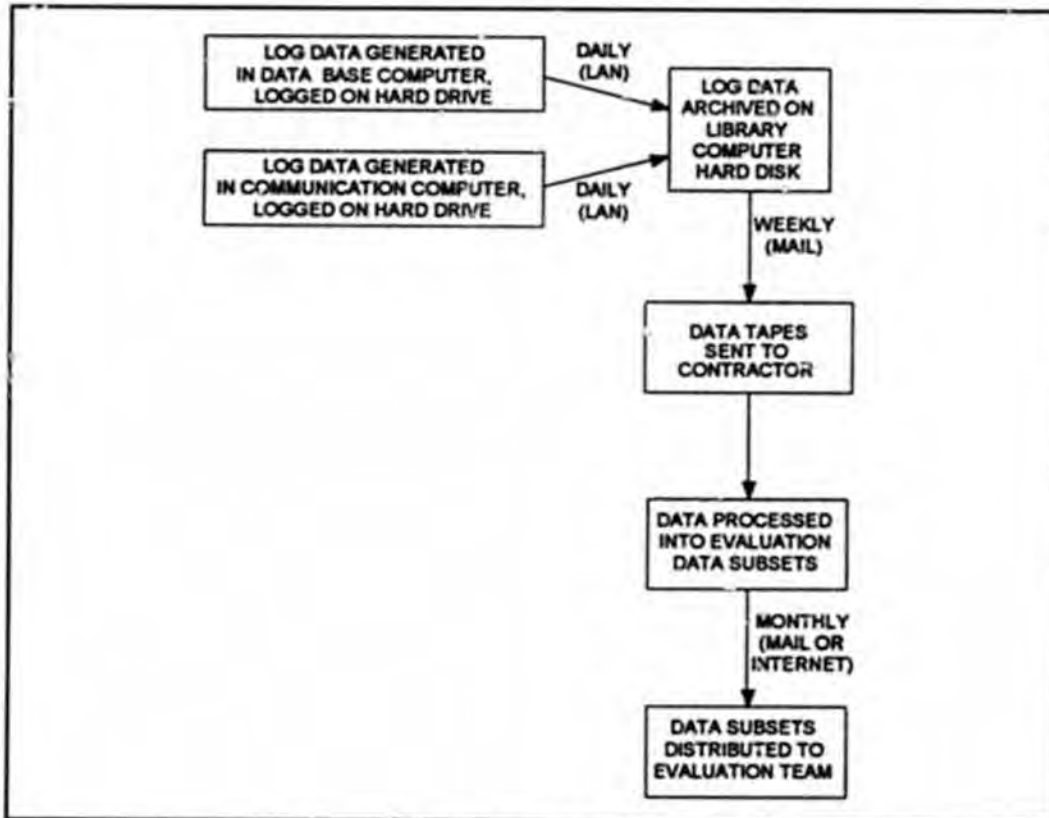 LOG DATA GENERATED
IN DATA BASE COMPUTER,
LOGGED ON HARD DRIVE
DAILY
(LAN)
LOG DATA
ARCHIVED ON
LIBRARY
COMPUTER
HARD DISK
LOG DATA GENERATED
IN COMMUNICATION COMPUTER,
LOGGED ON HARD DRIVE
DAILY
(LAN)
WEEKLY
(MAIL)
DATA TAPES
SENT TO
CONTRACTOR
DATA PROCESSED
INTO EVALUATION
DATA SUBSETS
MONTHLY
(MAIL OR
INTERNET)
DATA SUBSETS
DISTRIBUTED TO
EVALUATION TEAM